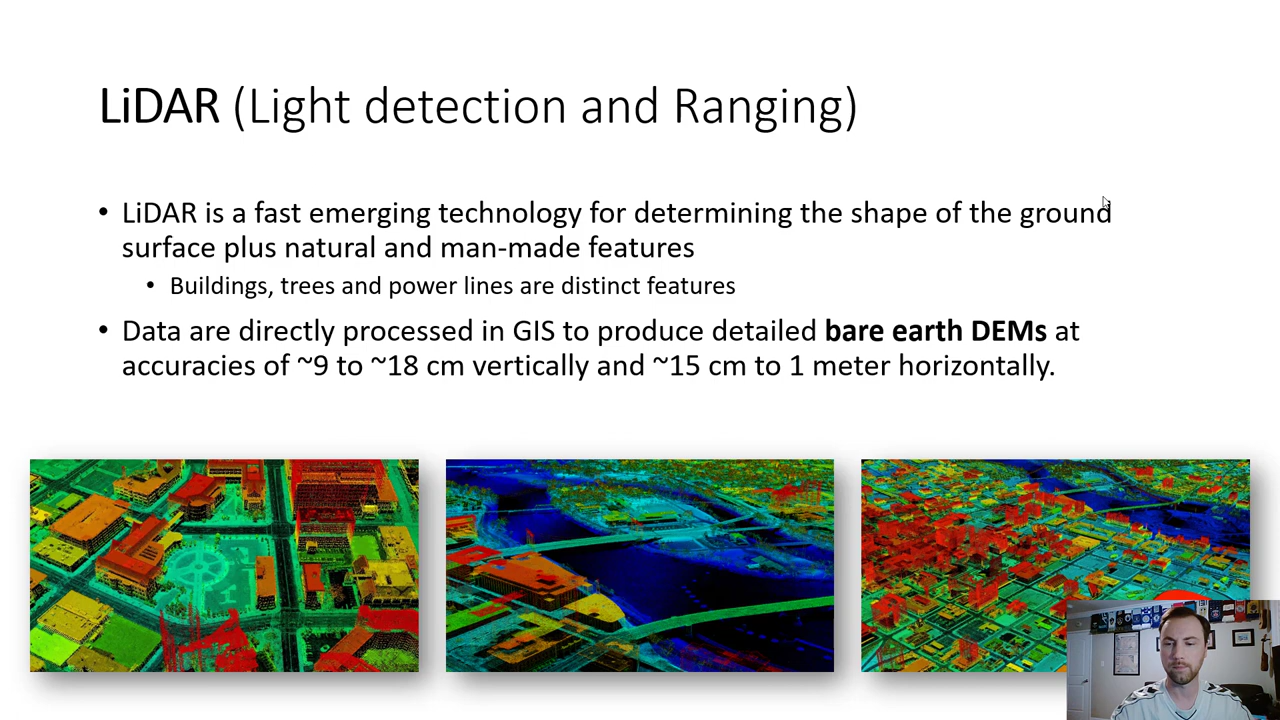 LiDAR (Light detection and Ranging)
• LiDAR is a fast emerging technology for determining the shape of the ground
surface plus natural and man-made features
• Buildings, trees and power lines are distinct features
• Data are directly processed in GIS to produce detailed bare earth DEMs at
accuracies of ~9 to ~18 cm vertically and ~15 cm to 1 meter horizontally.